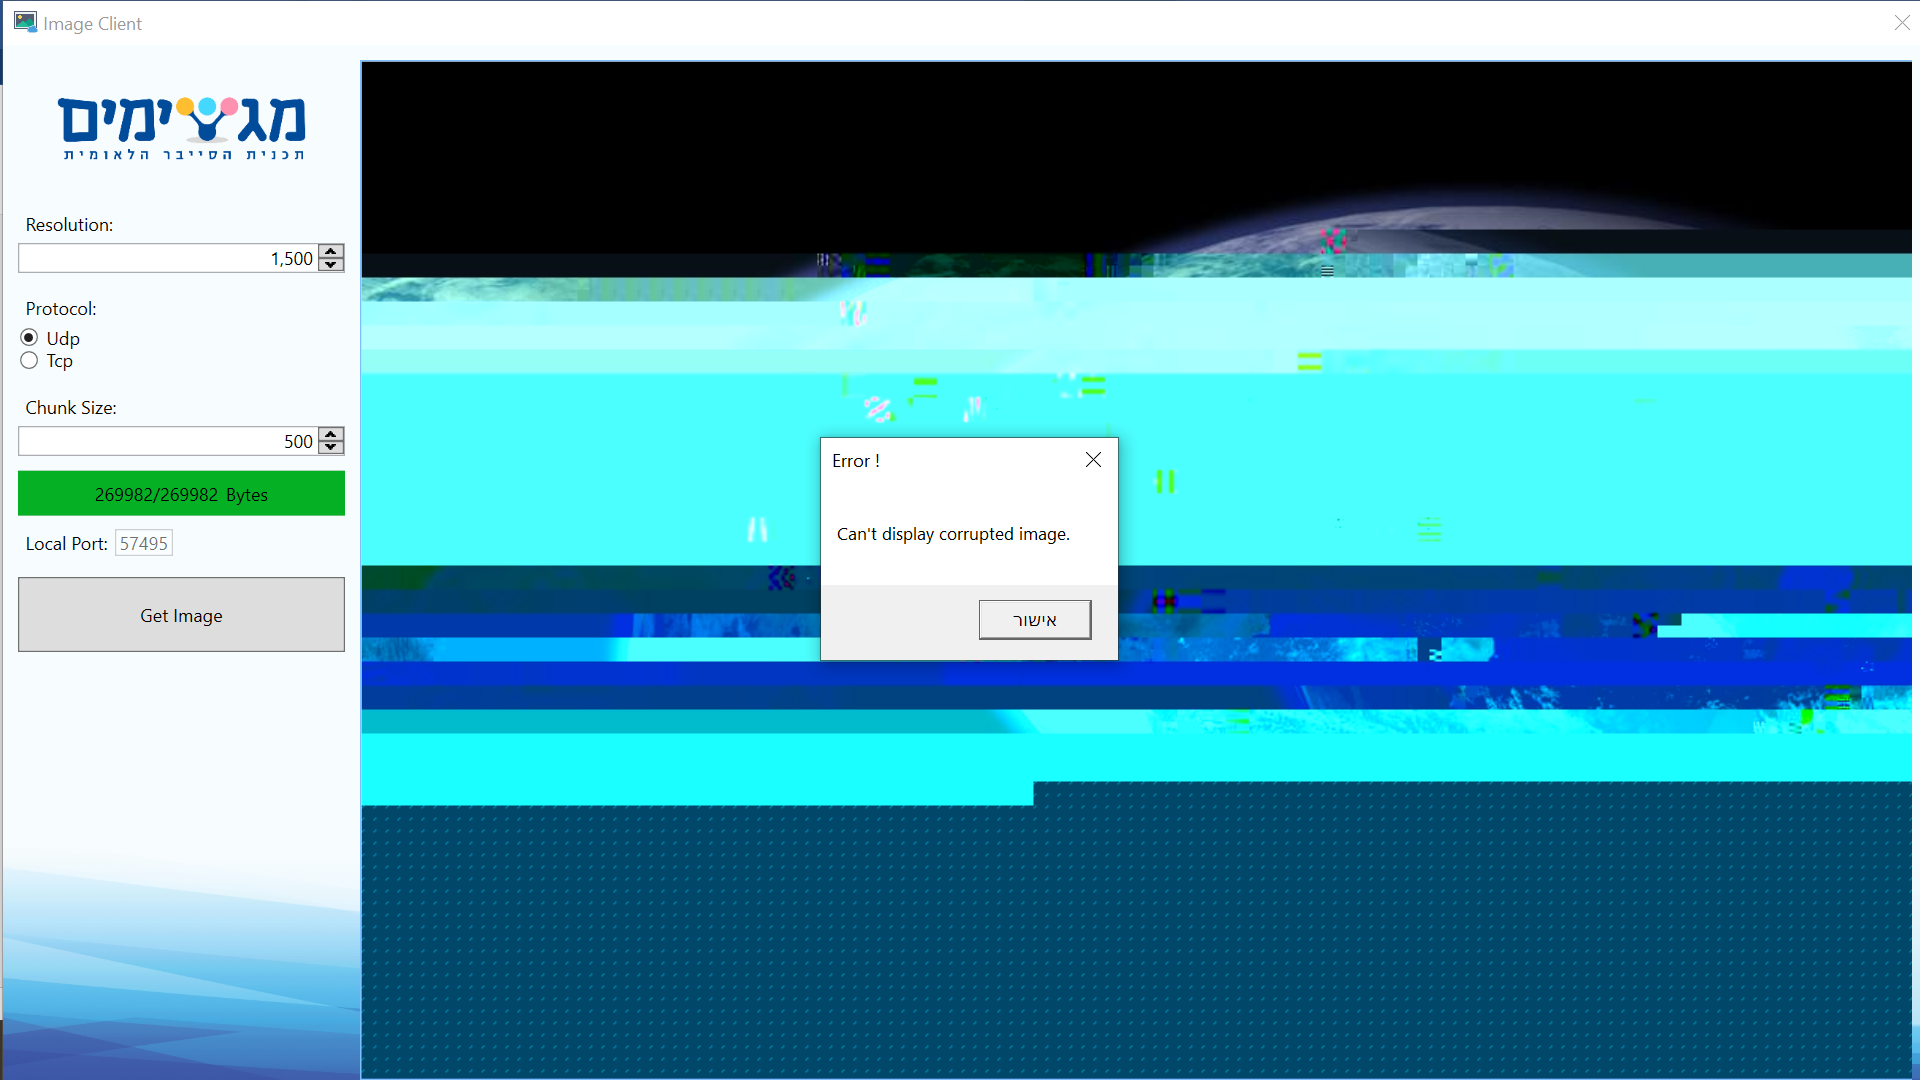 Image Client
מגשימים
תכנית הסייבר הלאומית
Resolution:
1,500
Protocol:
Udp
Tcp
Chunk Size:
500
269982/269982 Bytes
Local Port: 57495
Get Image
Error !
Can't display corrupted image.
אישור